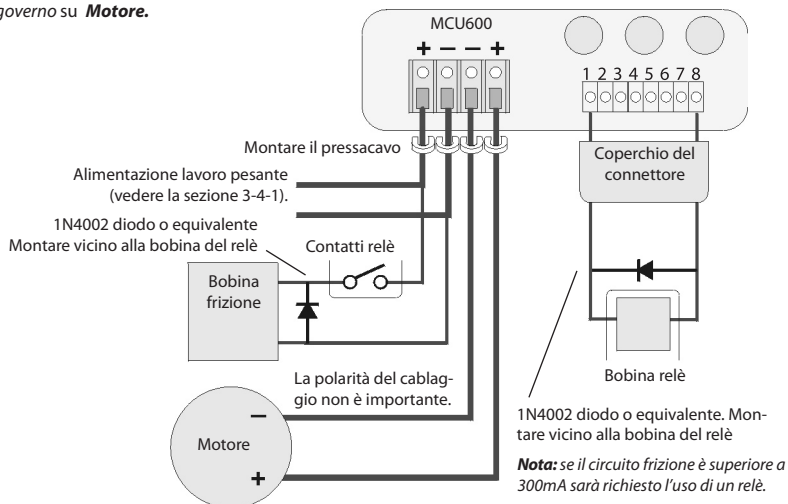 governo su Motore.
MCU600
+ − − +
1 2 3 4 5 6 7 8
Montare il pressacavo
Coperchio del
connettore
Alimentazione lavoro pesante
(vedere la sezione 3-4-1).
1N4002 diodo o equivalente
Montare vicino alla bobina del relè
Contatti relè
Bobina
frizione
Bobina relè
La polarità del cablag-
gio non è importante.
1N4002 diodo o equivalente. Mon-
tare vicino alla bobina del relè
Nota: se il circuito frizione è superiore a
300mA sarà richiesto l'uso di un relè.
−
Motore
+